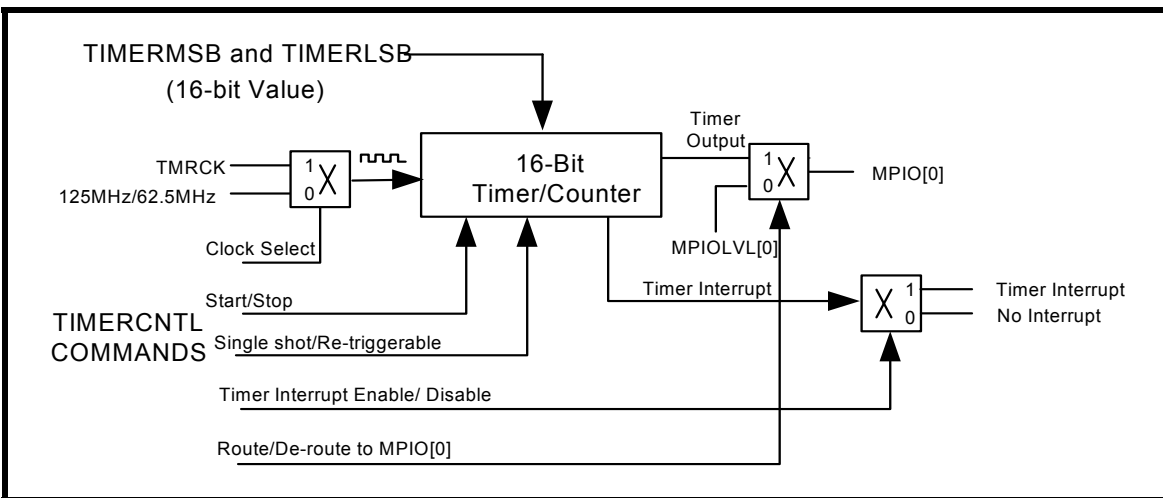 TIMERMSB and TIMERLSB
(16-bit Value)
Timer
Output
TMRCK
125MHz/62.5MHz
1
0
X
16-Bit
Timer/Counter
1
0
X
MPIO[0]
Clock Select
MPIOLVL[0]
Start/Stop
Timer Interrupt
X
1
0
Timer Interrupt
No Interrupt
TIMERCNTL
COMMANDS
Single shot/Re-triggerable
Timer Interrupt Enable/ Disable
Route/De-route to MPIO[0]